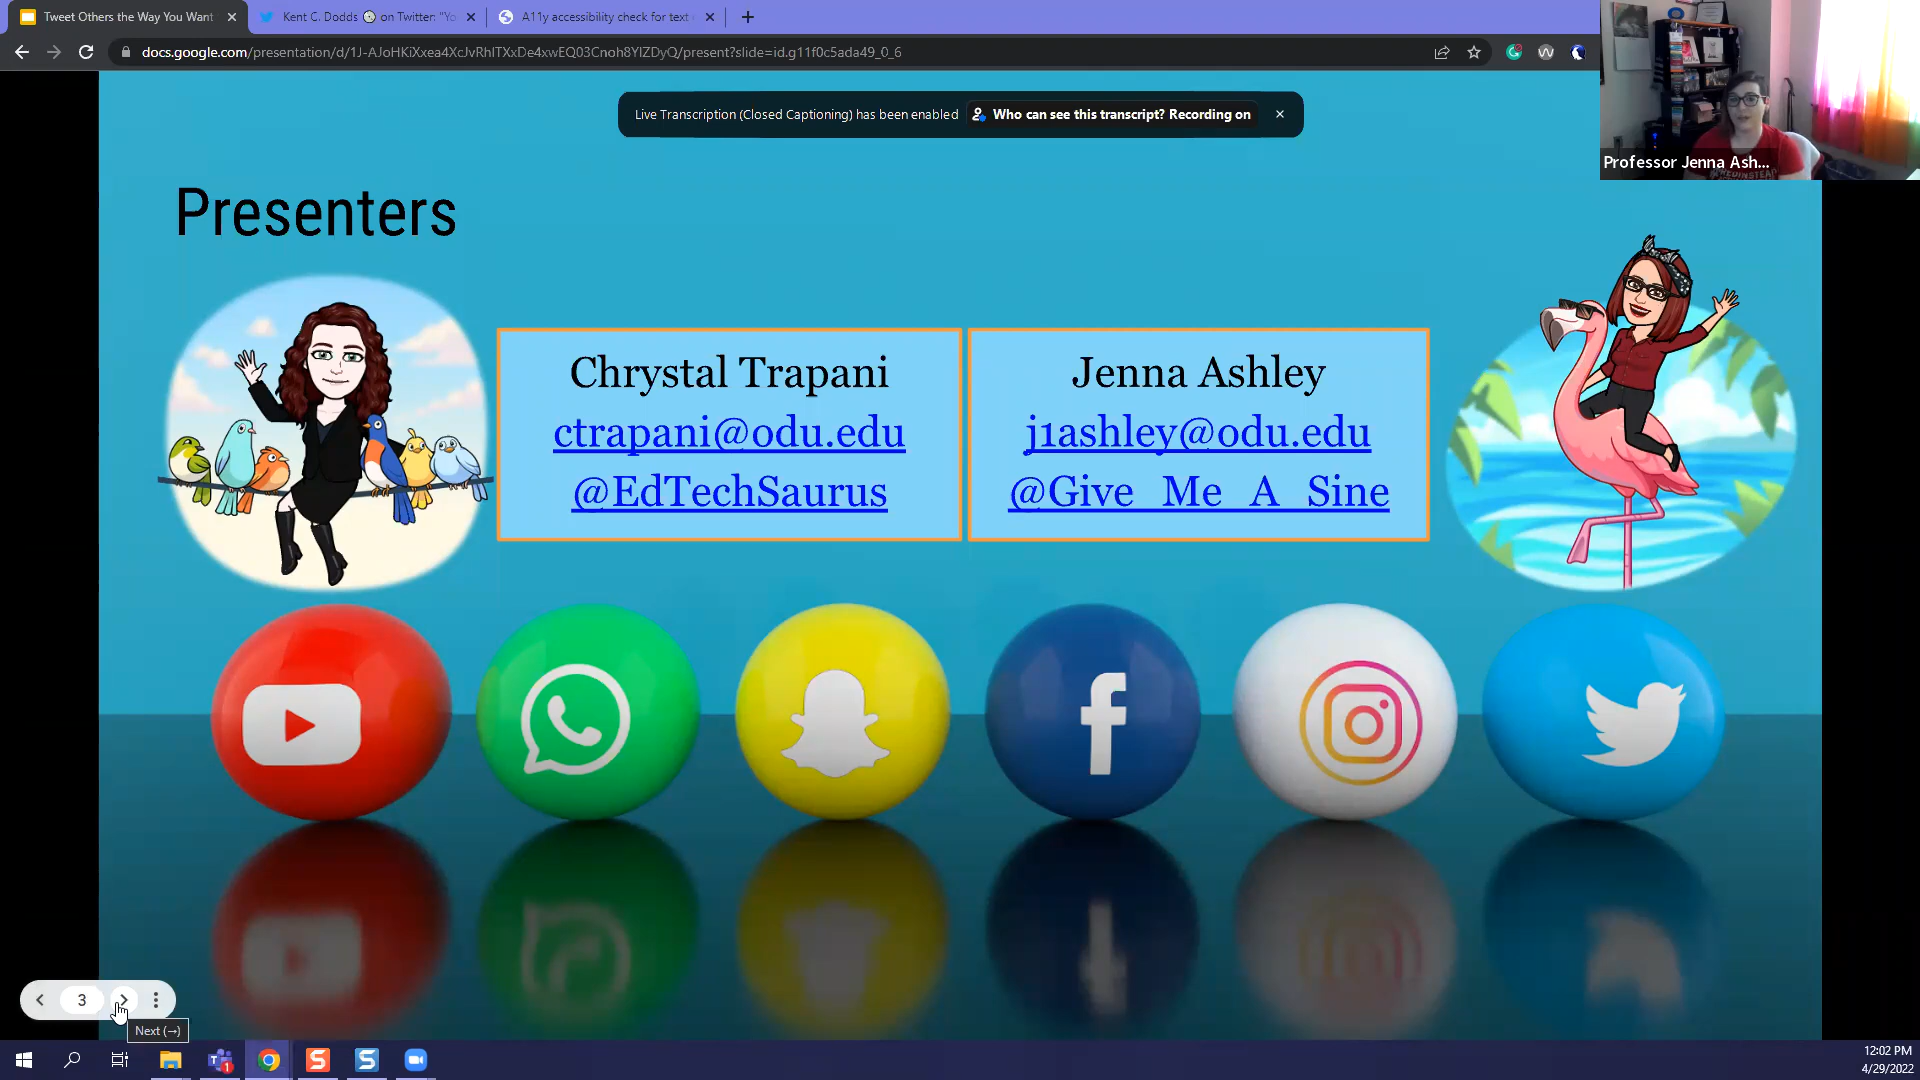 Tweet Others the Way You Want
Kent C. Dodds on Twitter: "Yo
A11y accessibility check for text
docs.google.com/presentation/d/1J-AJoHKiXxea4XcJvRhlTXxDe4xwEQ03Cnoh8YlZDyQ/present?slide=id.g11f0c5ada49_0_6
Live Transcription (Closed Captioning) has been enabled Who can see this transcript? Recording on
Professor Jenna Ash...
Presenters
Chrystal Trapani
ctrapani@odu.edu
@EdTechSaurus
Jenna Ashley
j1ashley@odu.edu
@Give_Me_A_Sine
3
Next (→)
1
12:02 PM
4/29/2022